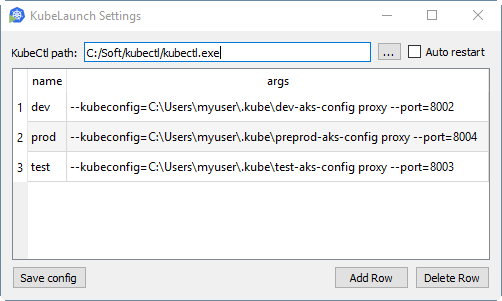 KubeLaunch Settings
KubeCtl path: C:/Soft/kubectl/kubectl.exe ... Auto restart
name args
1 dev --kubeconfig=C:\Users\myuser\.kube\dev-aks-config proxy --port=8002
2 prod --kubeconfig=C:\Users\myuser\.kube\preprod-aks-config proxy --port=8004
3 test --kubeconfig=C:\Users\myuser\.kube\test-aks-config proxy --port=8003
Save config Add Row Delete Row